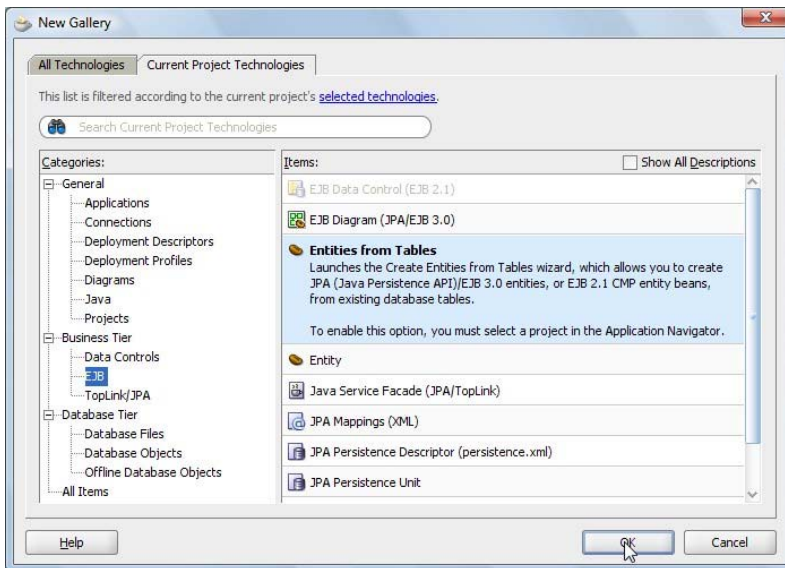 New Gallery
All Technologies
Current Project Technologies
This list is filtered according to the current project's selected technologies.
Search Current Project Technologies
Categories:
General
Applications
Connections
Deployment Descriptors
Deployment Profiles
Diagrams
Java
Projects
Business Tier
Data Controls
EJB
TopLink/JPA
Database Tier
Database Files
Database Objects
Offline Database Objects
All Items
Items:
Show All Descriptions
EJB Data Control (EJB 2.1)
EJB Diagram (JPA/EJB 3.0)
Entities from Tables
Launches the Create Entities from Tables wizard, which allows you to create
JPA (Java Persistence API)/EJB 3.0 entities, or EJB 2.1 CMP entity beans,
from existing database tables.
To enable this option, you must select a project in the Application Navigator.
Entity
Java Service Facade (JPA/TopLink)
JPA Mappings (XML)
JPA Persistence Descriptor (persistence.xml)
JPA Persistence Unit
Help
OK
Cancel